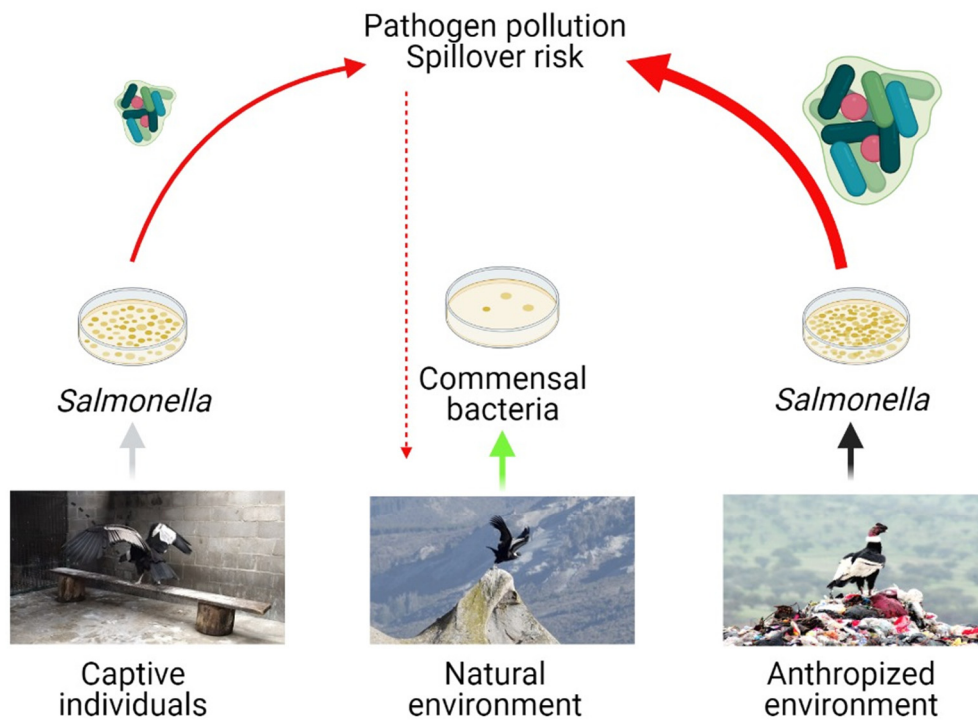 Pathogen pollution
Spillover risk
Salmonella
Commensal
bacteria
Salmonella
Captive
individuals
Natural
environment
Anthropized
environment